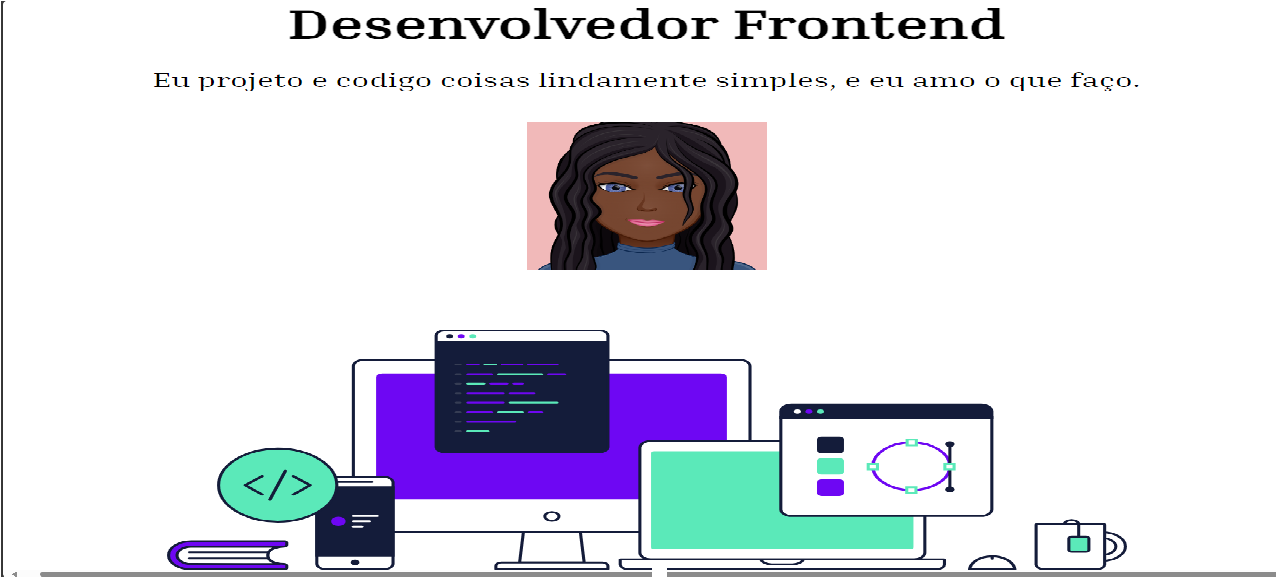 Desenvolvedor Frontend
Eu projeto e codigo coisas lindamente simples, e eu amo o que faço.
</>